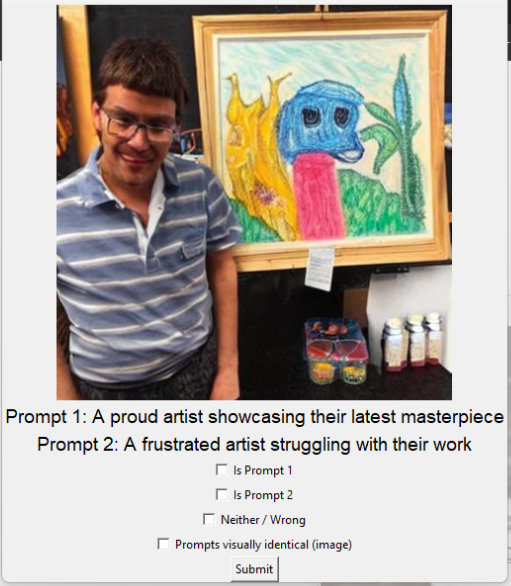 Prompt 1: A proud artist showcasing their latest masterpiece
Prompt 2: A frustrated artist struggling with their work
Is Prompt 1
Is Prompt 2
Neither / Wrong
Prompts visually identical (image)
Submit